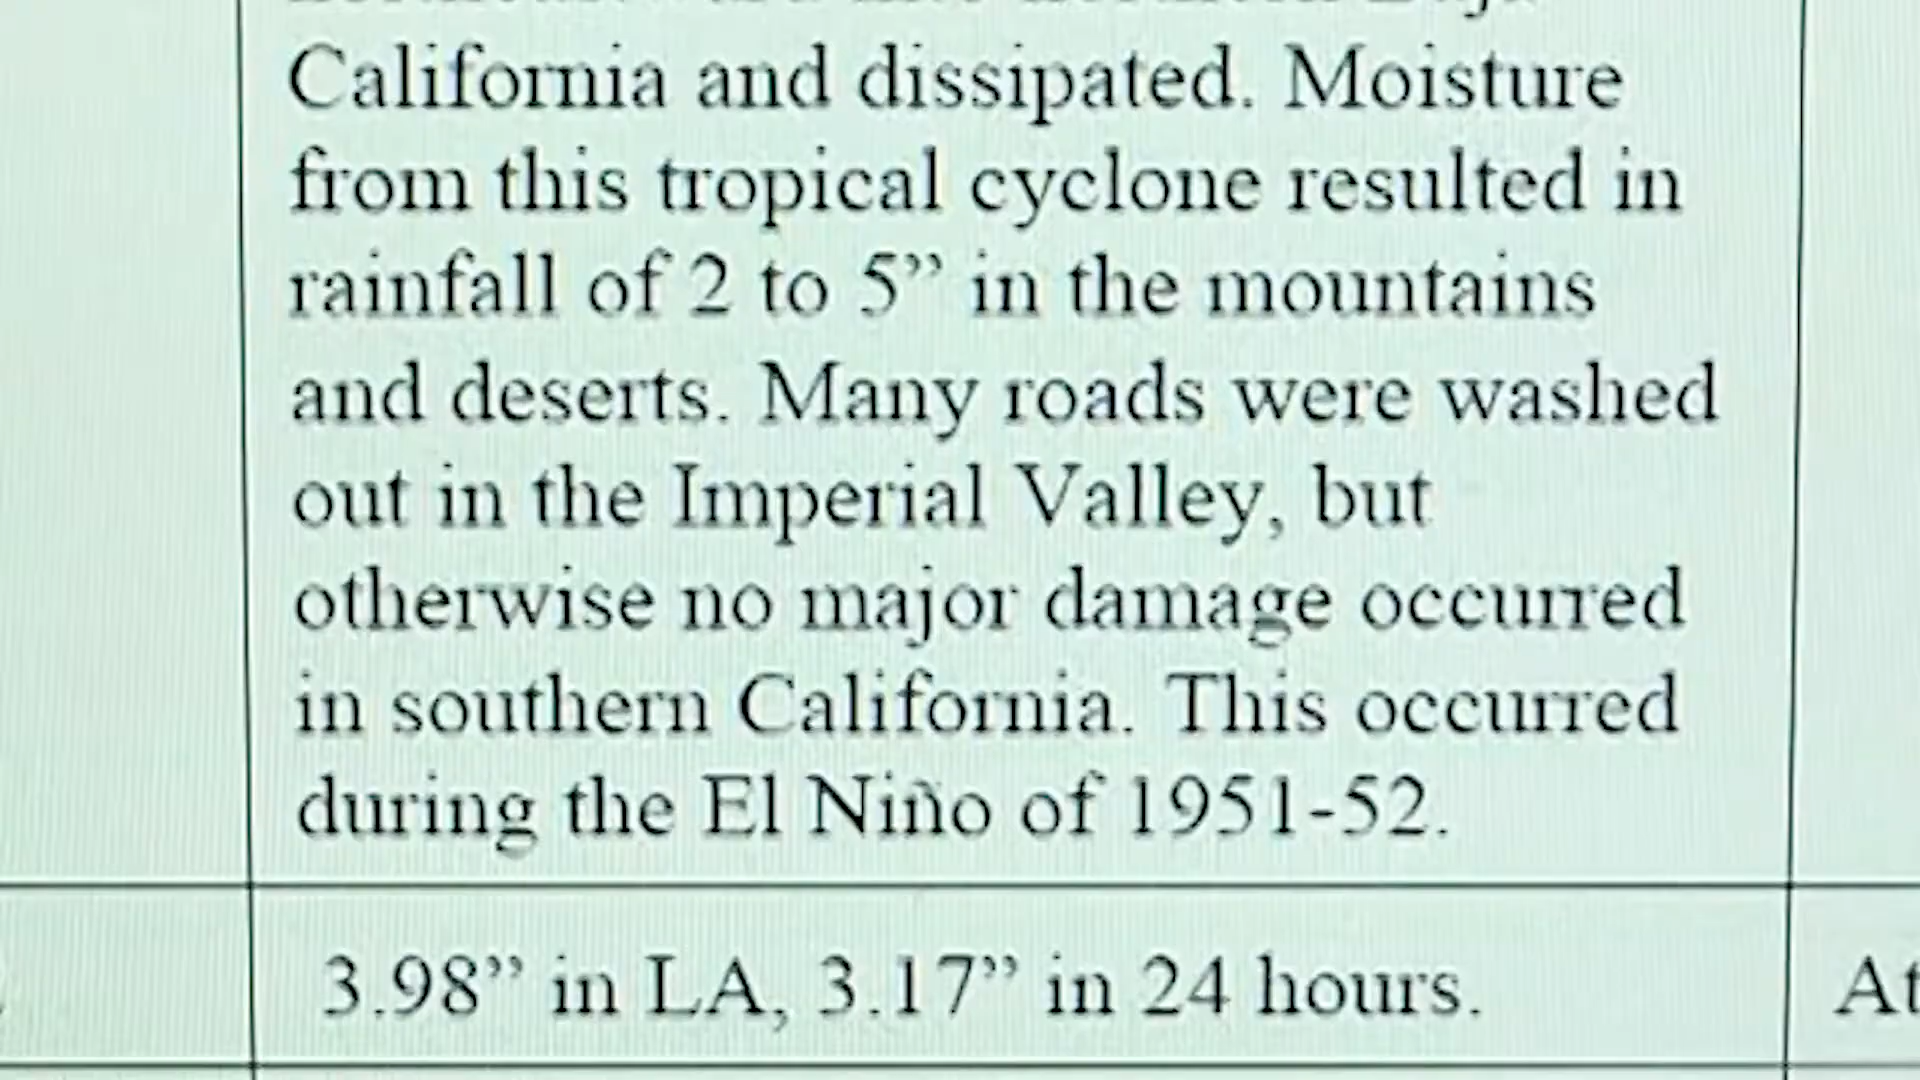 California and dissipated. Moisture
from this tropical cyclone resulted in
rainfall of 2 to 5” in the mountains
and deserts. Many roads were washed
out in the Imperial Valley, but
otherwise no major damage occurred
in southern California. This occurred
during the El Niño of 1951-52.
3.98” in LA, 3.17” in 24 hours.
At